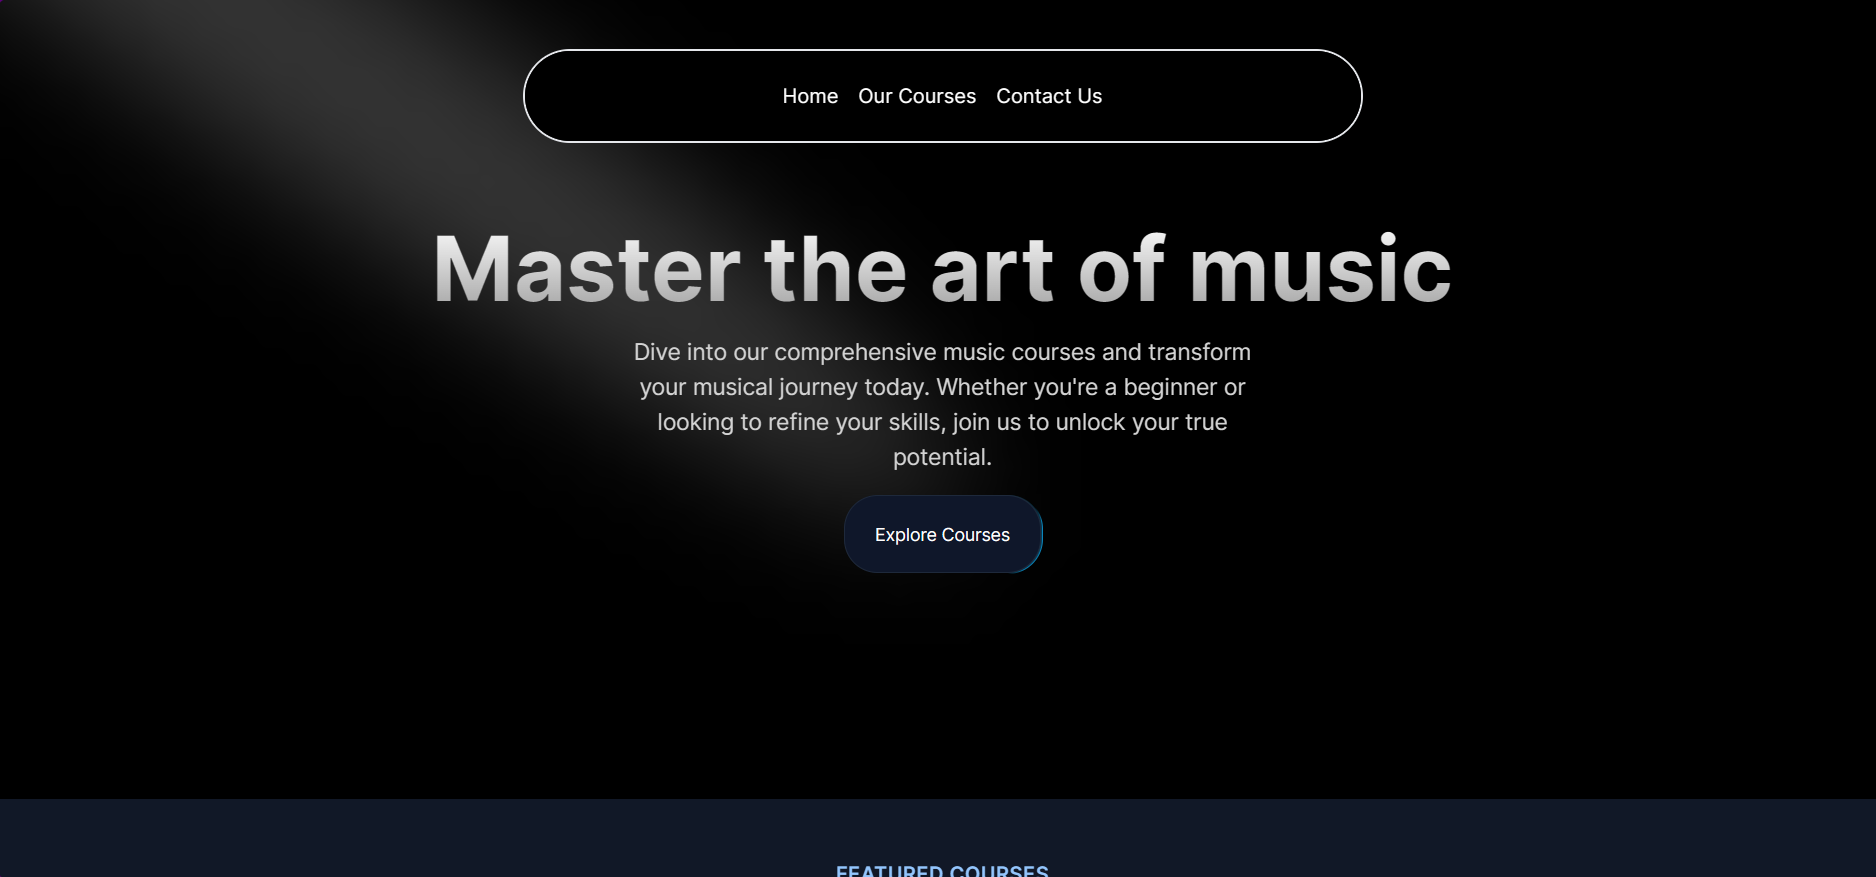 Home Our Courses Contact Us
Master the art of music
Dive into our comprehensive music courses and transform
your musical journey today. Whether you're a beginner or
looking to refine your skills, join us to unlock your true
potential.
Explore Courses
FEATURED COURSES